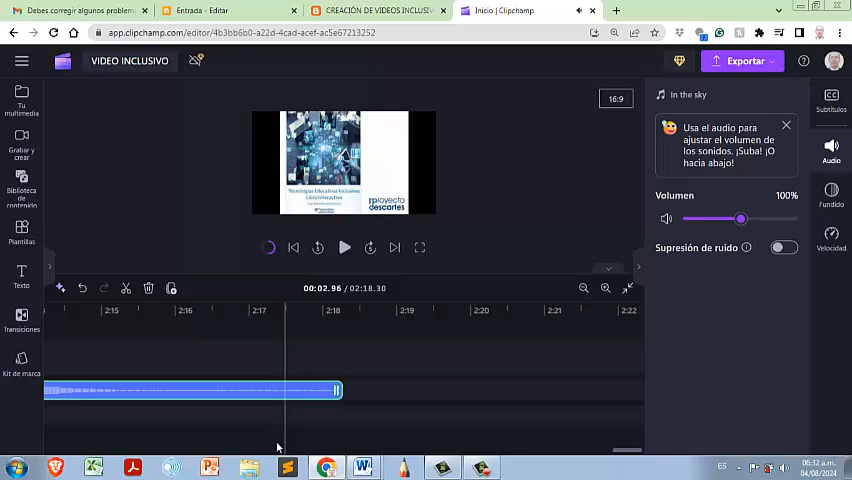 Debes corregir algunos problem
Entrada - Editar
CREACIÓN DE VIDEOS INCLUSIV
Inicio | Clipchamp
app.clipchamp.com/editor/4b3bb6b0-a22d-4cad-acef-ac5e67213252
VIDEO INCLUSIVO
Exportar
Tu
multimedia
Grabar y
crear
Biblioteca
de
contenido
Plantillas
Texto
Transiciones
Kit de marca
16:9
Tecnologías Educativas Inclusivas
Libro Interactivo
proyecto
descartes
In the sky
Usa el audio para
ajustar el volumen de
los sonidos. ¡Suba! ¡O
hacia abajo!
Volumen 100%
Supresión de ruido
Subtítulos
Audio
Fundido
Velocidad
5
5
00:02.96 / 02:18.30
2:15 2:16 2:17 2:18 2:19 2:20 2:21 2:22
ES
06:32 a.m.
04/08/2024